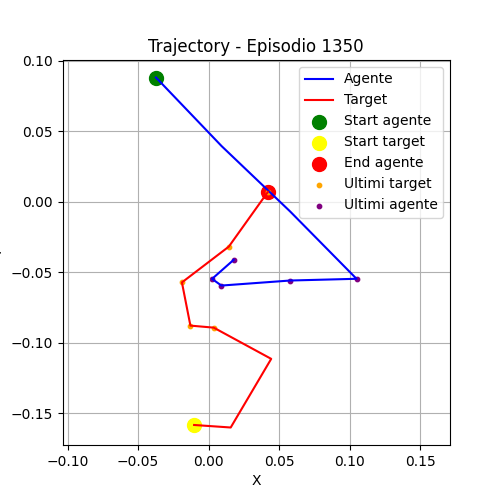 Trajectory - Episodio 1350
Agente
Target
Start agente
Start target
End agente
Ultimi target
Ultimi agente
0.10
0.05
0.00
−0.05
−0.10
−0.15
−0.10 −0.05 0.00 0.05 0.10 0.15
X